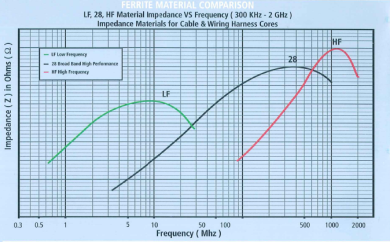 FERRITE MATERIAL COMPARISON
LF, 28, HF Material Impedance VS Frequency ( 300 KHz - 2 GHz )
Impedance Materials for Cable & Wiring Harness Cores
LF Low Frequency
28 Broad Band High Performance
HF High Frequency
LF
28
HF
Impedance ( Z ) in Ohms ( Ω )
0.3 0.5 1 5 10 50 100 500 1000 2000
Frequency ( Mhz )